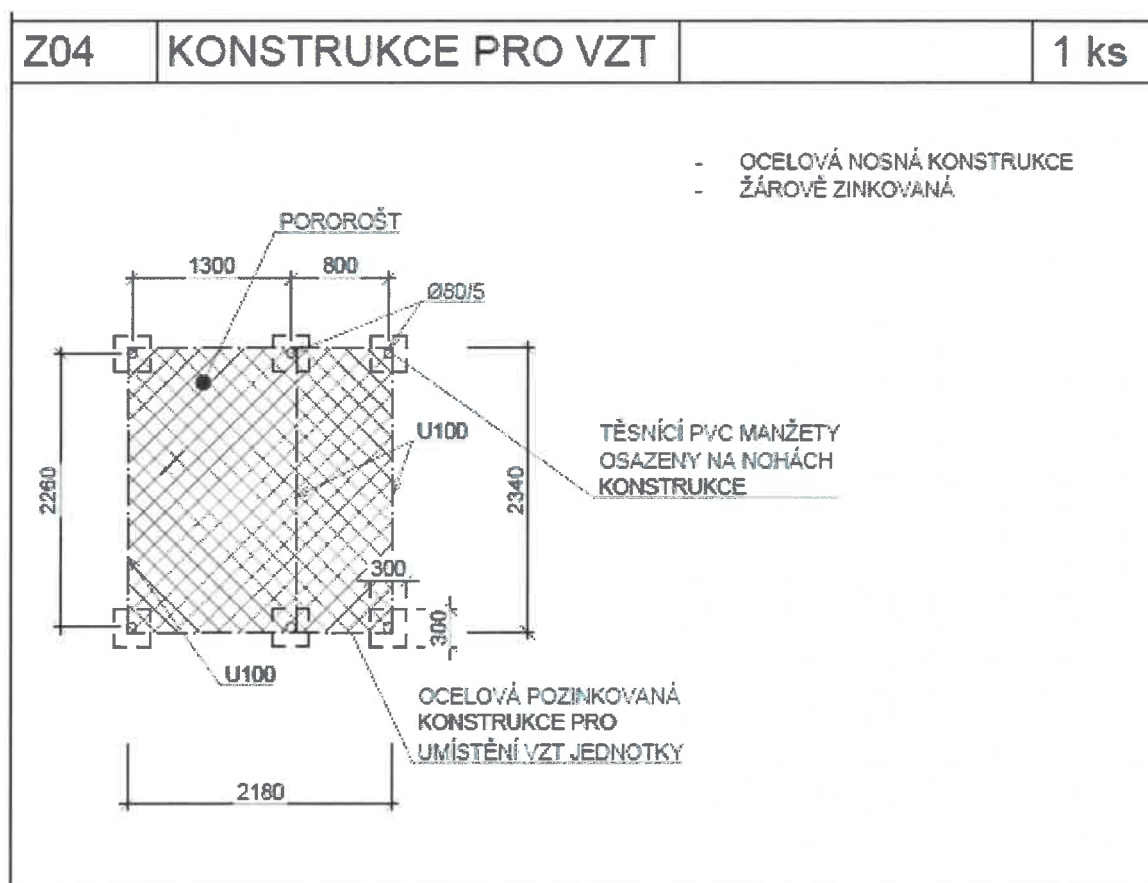 Z04 KONSTRUKCE PRO VZT 1 ks
- OCELOVÁ NOSNÁ KONSTRUKCE
- ŽÁROVĚ ZINKOVANÁ
POROROŠT
1300 800
Ø80/5
U100
TĚSNÍCÍ PVC MANŽETY
OSAZENY NA NOHÁCH
KONSTRUKCE
2260
2340
300
300
U100
OCELOVÁ POZINKOVANÁ
KONSTRUKCE PRO
UMÍSTĚNÍ VZT JEDNOTKY
2180